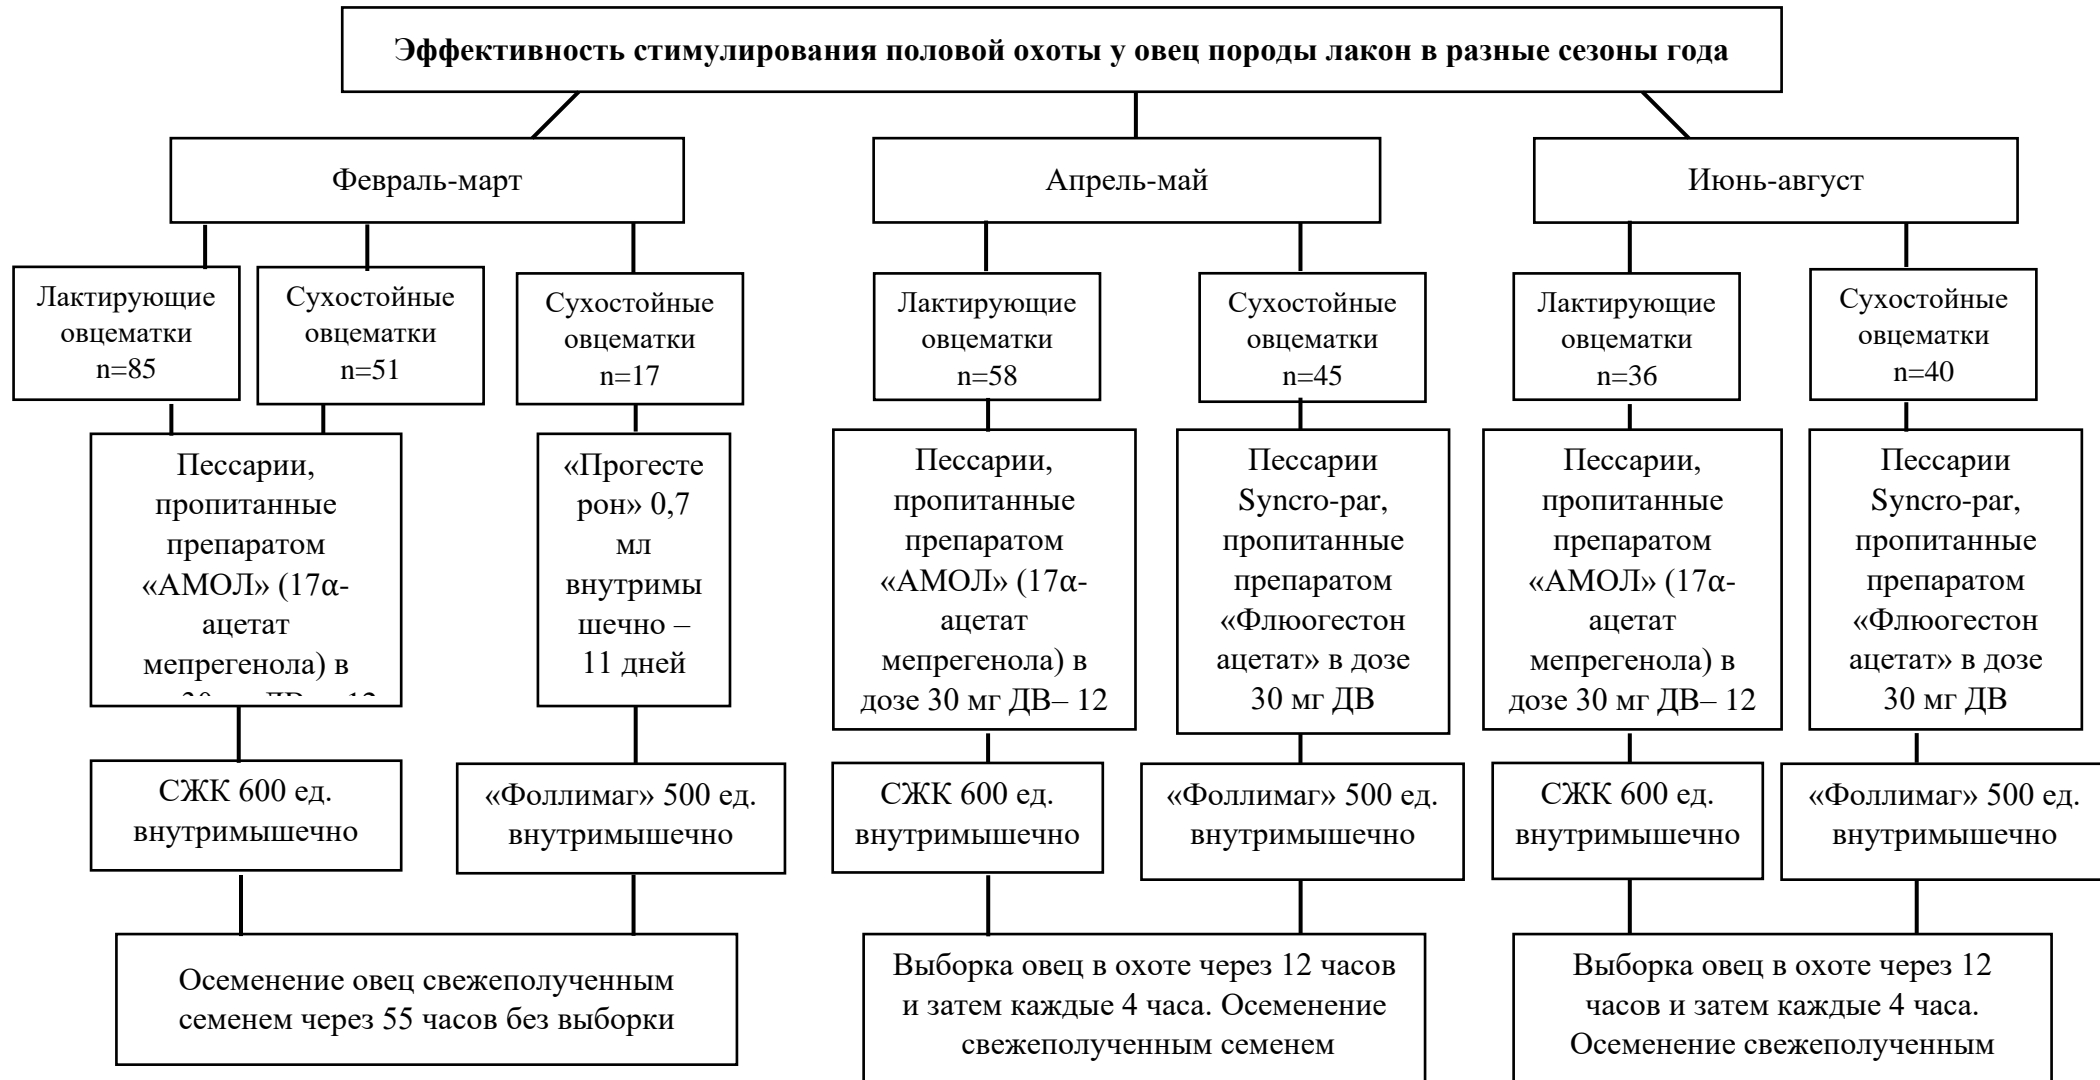 Эффективность стимулирования половой охоты у овец породы лакон в разные сезоны года
Февраль-март
Апрель-май
Июнь-август
Лактирующие
овцематки
n=85
Сухостойные
овцематки
n=51
Сухостойные
овцематки
n=17
Лактирующие
овцематки
n=58
Сухостойные
овцематки
n=45
Лактирующие
овцематки
n=36
Сухостойные
овцематки
n=40
Пессарии,
пропитанные
препаратом
«АМОЛ» (17α-
ацетат
мепрегенола) в
«Прогесте
рон» 0,7
мл
внутримы
шечно –
11 дней
Пессарии,
пропитанные
препаратом
«АМОЛ» (17α-
ацетат
мепрегенола) в
дозе 30 мг ДВ– 12
Пессарии
Syncro-par,
пропитанные
препаратом
«Флюогестон
ацетат» в дозе
30 мг ДВ
Пессарии,
пропитанные
препаратом
«АМОЛ» (17α-
ацетат
мепрегенола) в
дозе 30 мг ДВ– 12
Пессарии
Syncro-par,
пропитанные
препаратом
«Флюогестон
ацетат» в дозе
30 мг ДВ
СЖК 600 ед.
внутримышечно
«Фоллимаг» 500 ед.
внутримышечно
СЖК 600 ед.
внутримышечно
«Фоллимаг» 500 ед.
внутримышечно
СЖК 600 ед.
внутримышечно
«Фоллимаг» 500 ед.
внутримышечно
Осеменение овец свежеполученным
семенем через 55 часов без выборки
Выборка овец в охоте через 12 часов
и затем каждые 4 часа. Осеменение
свежеполученным семенем
Выборка овец в охоте через 12
часов и затем каждые 4 часа.
Осеменение свежеполученным